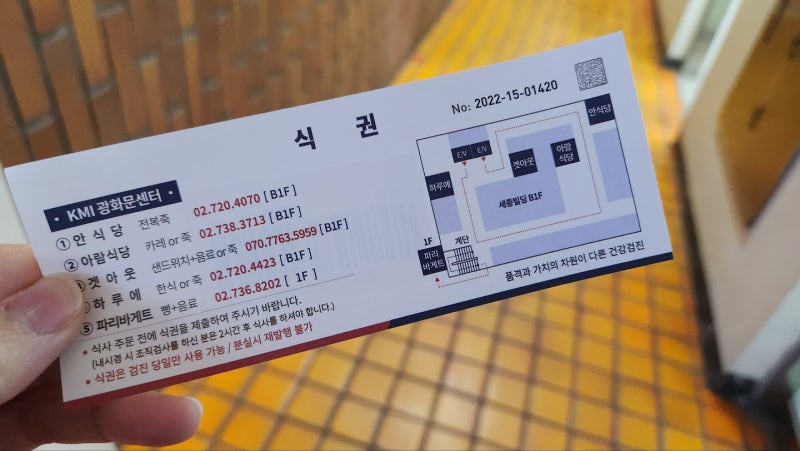 식 권
No: 2022-15-01420
• KMI 광화문센터 •
① 안 식 당 전복죽 02.720.4070 [ B1F ]
② 아람식당 카레 or 죽 02.738.3713 [ B1F ]
③ 겟 아 웃 샌드위치+음료 or 죽 070.7763.5959 [ B1F ]
④ 하 루 에 한식 or 죽 02.720.4423 [ B1F ]
⑤ 파리바게트 빵+음료 02.736.8202 [ 1F ]
* 식사 주문 전에 식권을 제출하여 주시기 바랍니다.
(내시경 시 조직검사를 하신 분은 2시간 후 식사를 하셔야 합니다.)
* 식권은 검진 당일만 사용 가능 / 분실시 재발행 불가
안식당
E/V E/V
겟아웃
아람
식당
하루에
세종빌딩 B1F
1F
파리
바게트
계단
품격과 가치의 차원이 다른 건강검진